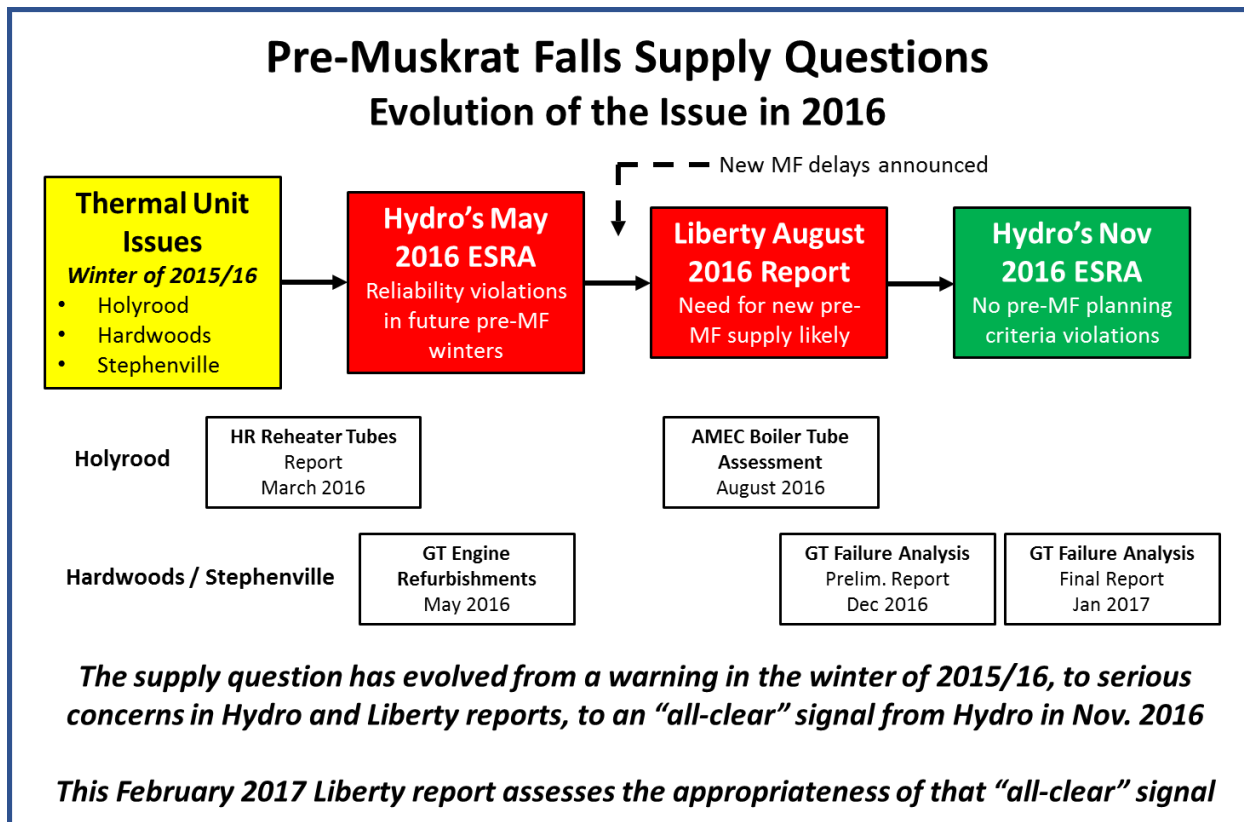 Pre-Muskrat Falls Supply Questions
Evolution of the Issue in 2016
New MF delays announced
Thermal Unit
Issues
Winter of 2015/16
• Holyrood
• Hardwoods
• Stephenville
Hydro's May
2016 ESRA
Reliability violations
in future pre-MF
winters
Liberty August
2016 Report
Need for new pre-
MF supply likely
Hydro's Nov
2016 ESRA
No pre-MF planning
criteria violations
Holyrood
HR Reheater Tubes
Report
March 2016
AMEC Boiler Tube
Assessment
August 2016
Hardwoods / Stephenville
GT Engine
Refurbishments
May 2016
GT Failure Analysis
Prelim. Report
Dec 2016
GT Failure Analysis
Final Report
Jan 2017
The supply question has evolved from a warning in the winter of 2015/16, to serious
concerns in Hydro and Liberty reports, to an “all-clear” signal from Hydro in Nov. 2016
This February 2017 Liberty report assesses the appropriateness of that “all-clear” signal